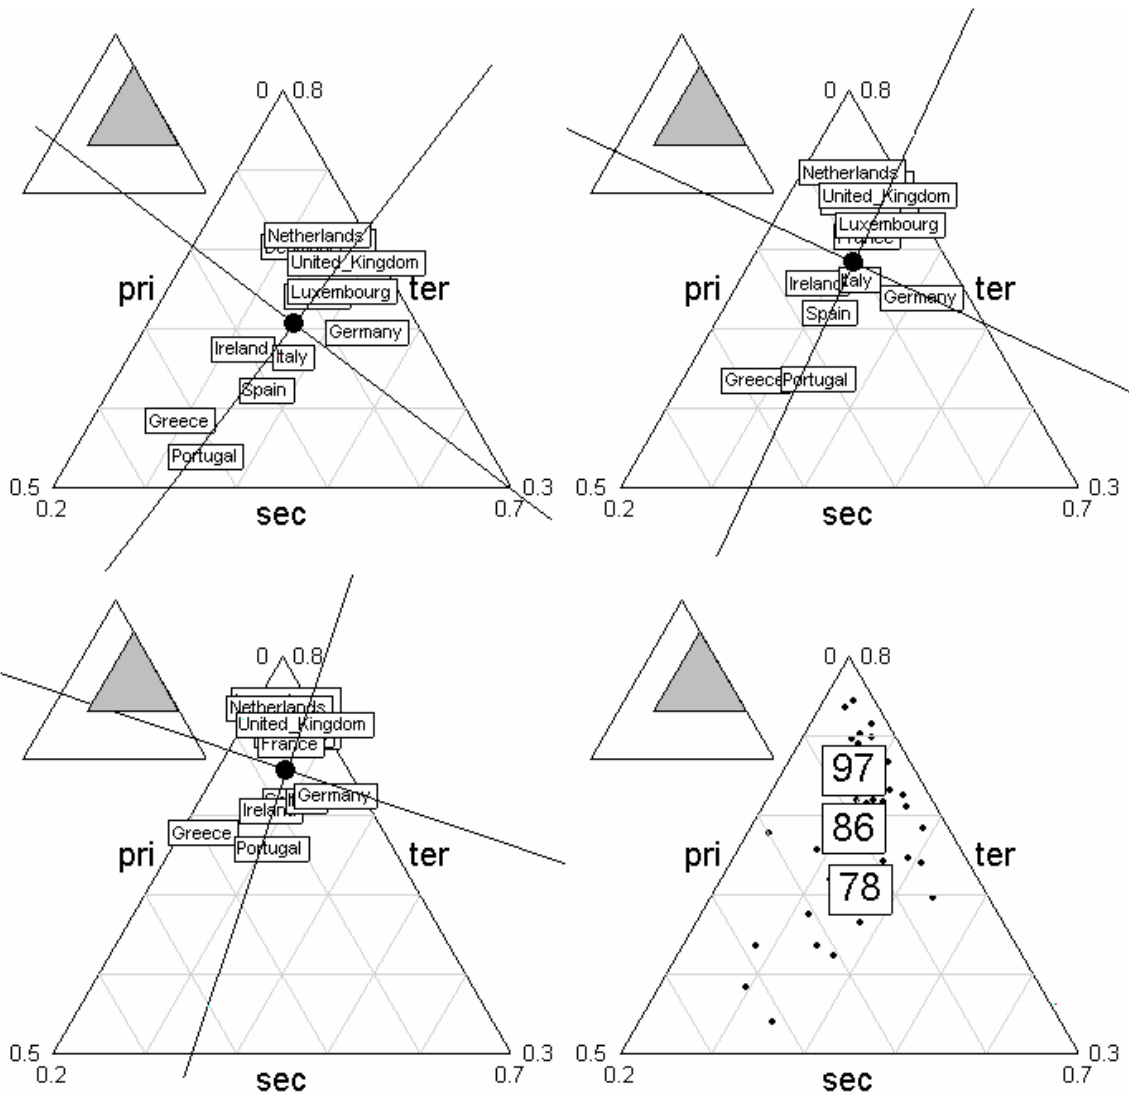 0 0.8
Netherlands
United_Kingdom
pri ter
Luxembourg
Germany
Ireland
Italy
Spain
Greece
Portugal
0.5 0.3
0.2 0.7
sec
0 0.8
Netherlands
United_Kingdom
Luxembourg
France
pri ter
Ireland Italy
Germany
Spain
Greece Portugal
0.5 0.3
0.2 0.7
sec
0 0.8
Netherlands
United_Kingdom
France
Germany
Ireland
Greece
Portugal
pri ter
0.5 0.3
0.2 0.7
sec
0 0.8
97
86
pri ter
78
0.5 0.3
0.2 0.7
sec